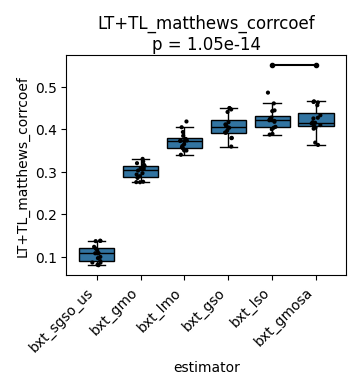 LT+TL_matthews_corrcoef
p = 1.05e-14
LT+TL_matthews_corrcoef
0.5
0.4
0.3
0.2
0.1
bxt_sgso_us
bxt_gmo
bxt_lmo
bxt_gso
bxt_lso
bxt_gmosa
estimator